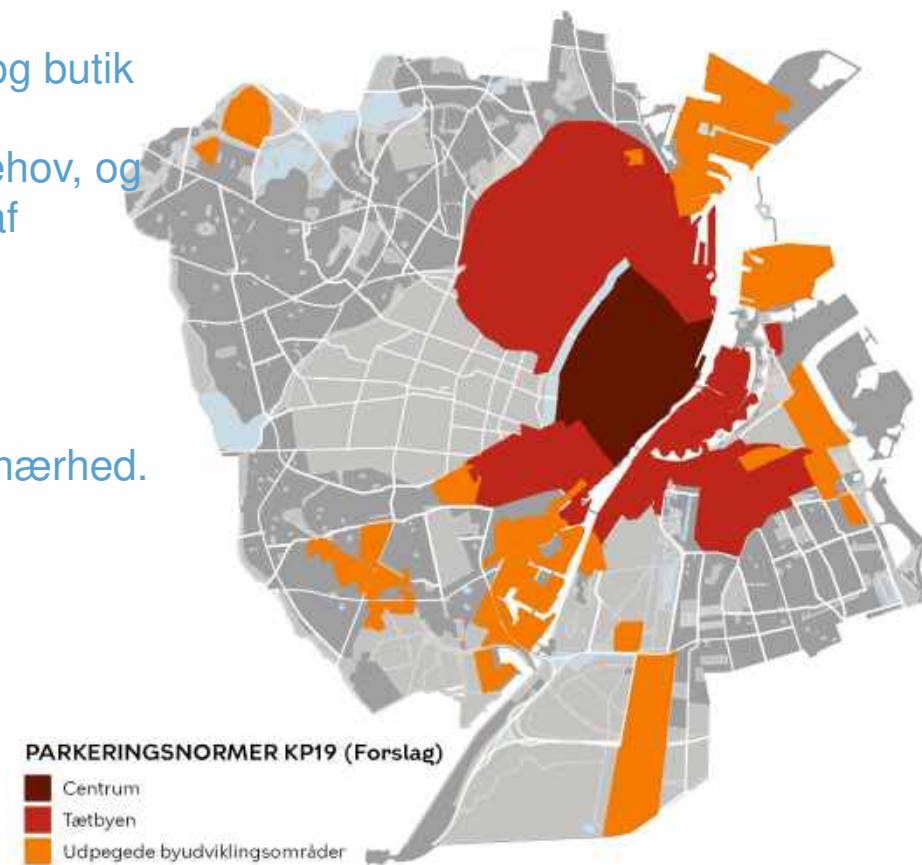 og butik
ehov, og
af
nærhed.
PARKERINGSNORMER KP19 (Forslag)
Centrum
Tætbyen
Udpegede byudviklingsområder